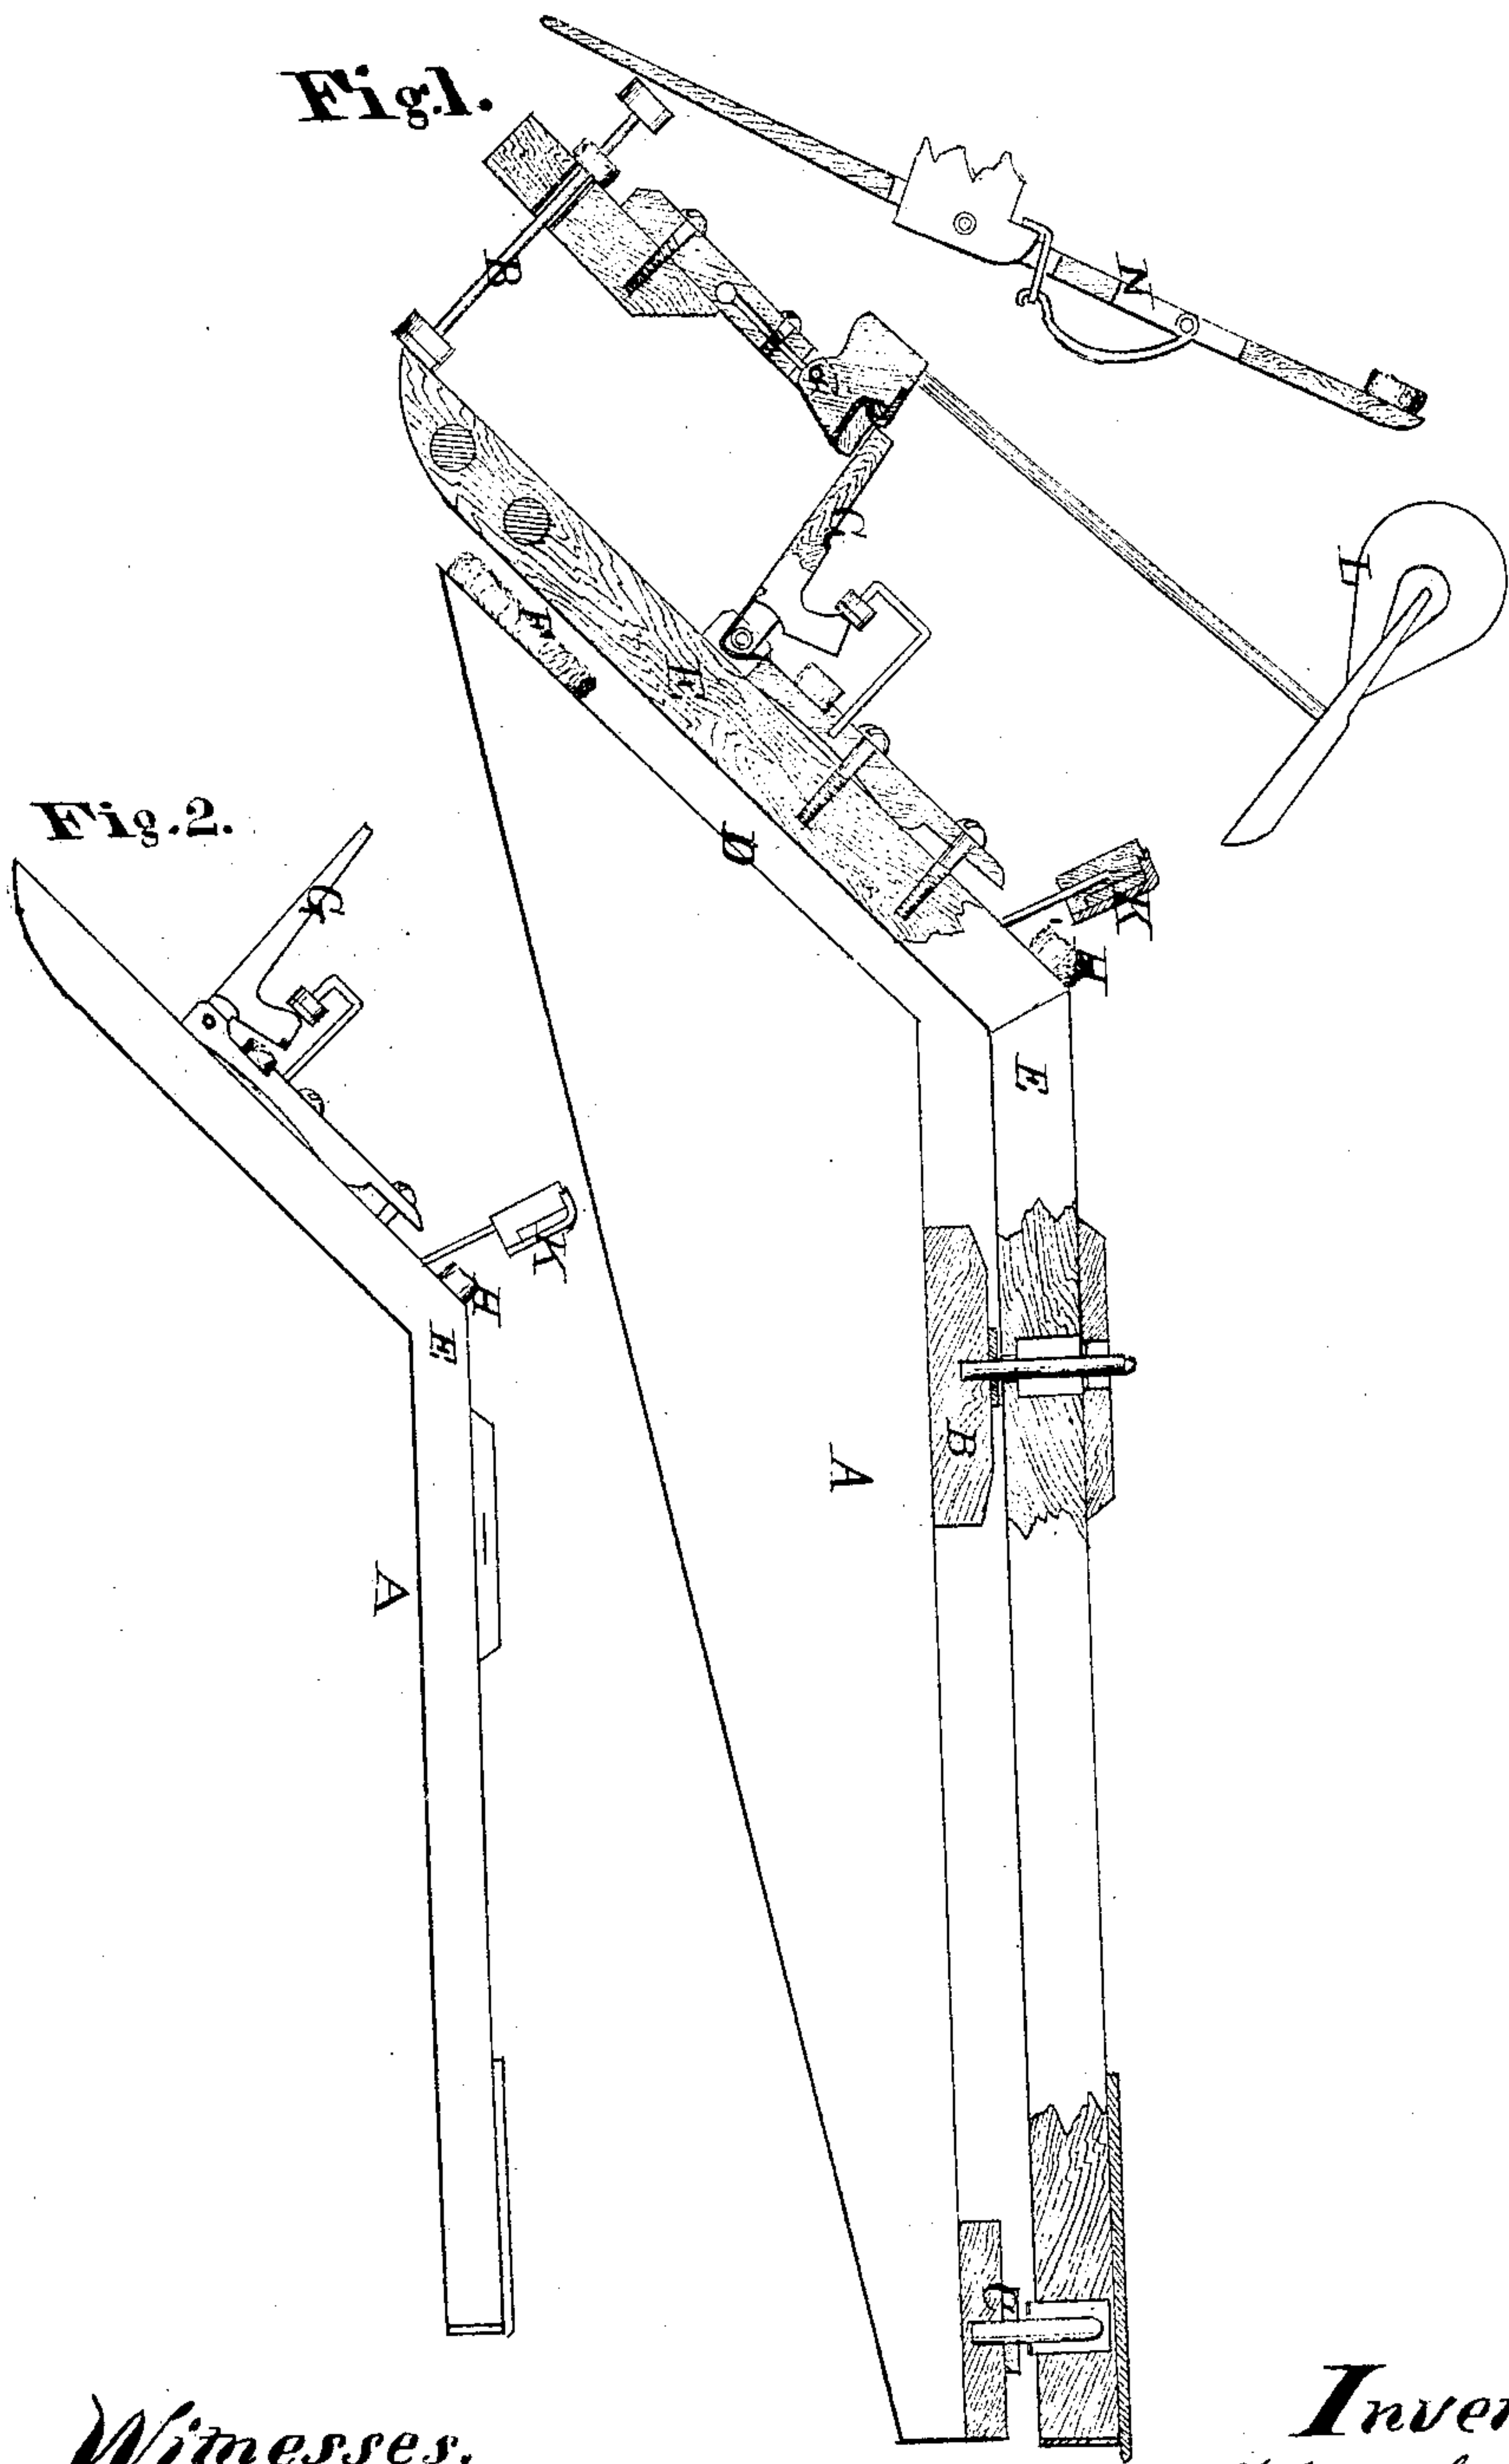 Fig.1.
R
N
C
L
F
E
D
K
H
E
B
A
Fig.2.
C
K
H
E
A
Witnesses.
Inven